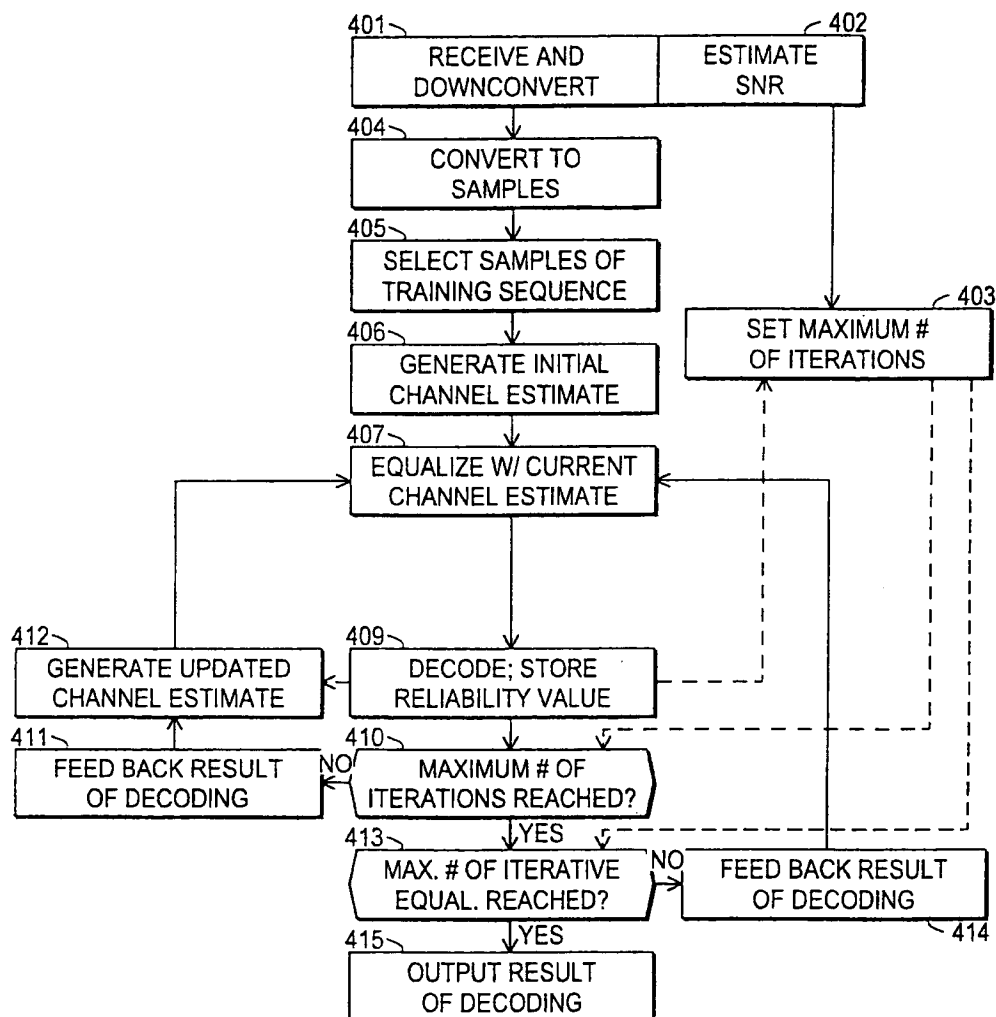 401
RECEIVE AND
DOWNCONVERT
402
ESTIMATE
SNR
404
CONVERT TO
SAMPLES
405
SELECT SAMPLES OF
TRAINING SEQUENCE
403
SET MAXIMUM #
OF ITERATIONS
406
GENERATE INITIAL
CHANNEL ESTIMATE
407
EQUALIZE W/ CURRENT
CHANNEL ESTIMATE
412
GENERATE UPDATED
CHANNEL ESTIMATE
409
DECODE; STORE
RELIABILITY VALUE
411
FEED BACK RESULT
OF DECODING
NO
410
MAXIMUM # OF
ITERATIONS REACHED?
YES
413
MAX. # OF ITERATIVE
EQUAL. REACHED?
NO
FEED BACK RESULT
OF DECODING
414
YES
415
OUTPUT RESULT
OF DECODING